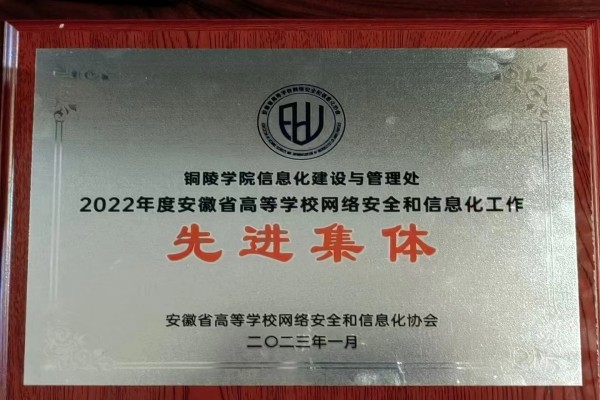 铜陵学院信息化建设与管理处
2022年度安徽省高等学校网络安全和信息化工作
先进集体
安徽省高等学校网络安全和信息化协会
二〇二三年一月